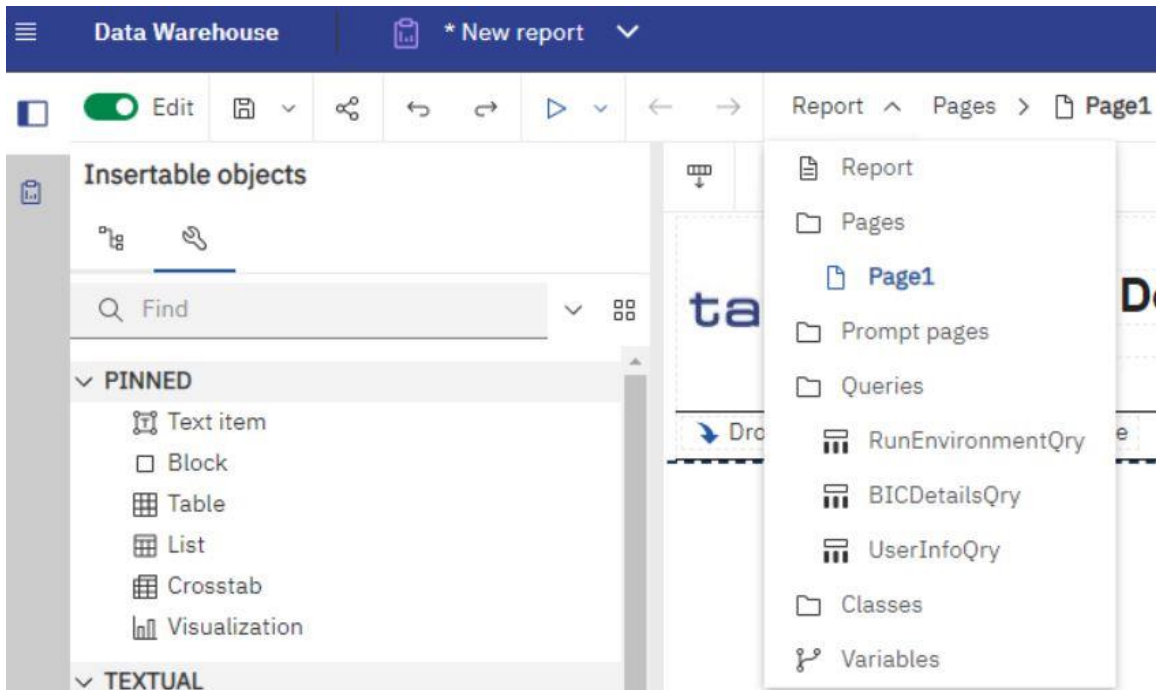 Data Warehouse * New report
Edit Report Pages > Page1
Insertable objects
Find
PINNED
Text item
Block
Table
List
Crosstab
Visualization
TEXTUAL
Report
Pages
Page1
Prompt pages
Queries
RunEnvironmentQry
BICDetailsQry
UserInfoQry
Classes
Variables
ta